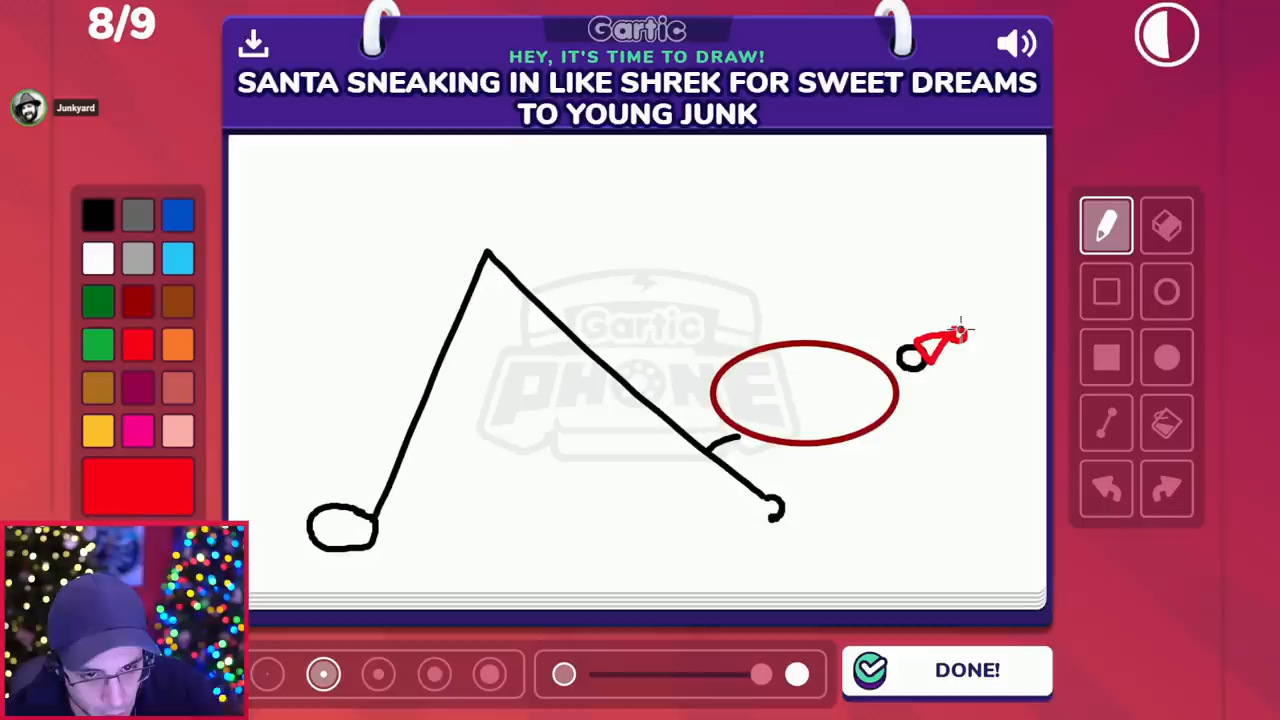 8/9
Gartic
HEY, IT'S TIME TO DRAW!
SANTA SNEAKING IN LIKE SHREK FOR SWEET DREAMS
TO YOUNG JUNK
Junkyard
Gartic
PHONE
DONE!